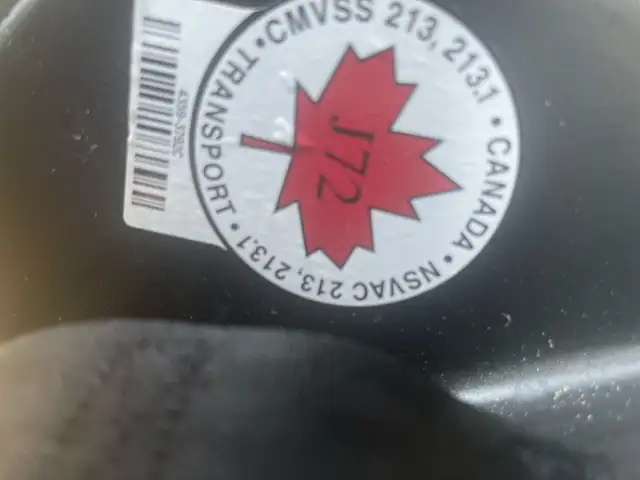 CMVSS 213, 213.1 • CANADA • NSVAC 213, 213.1 • TRANSPORT •
J72